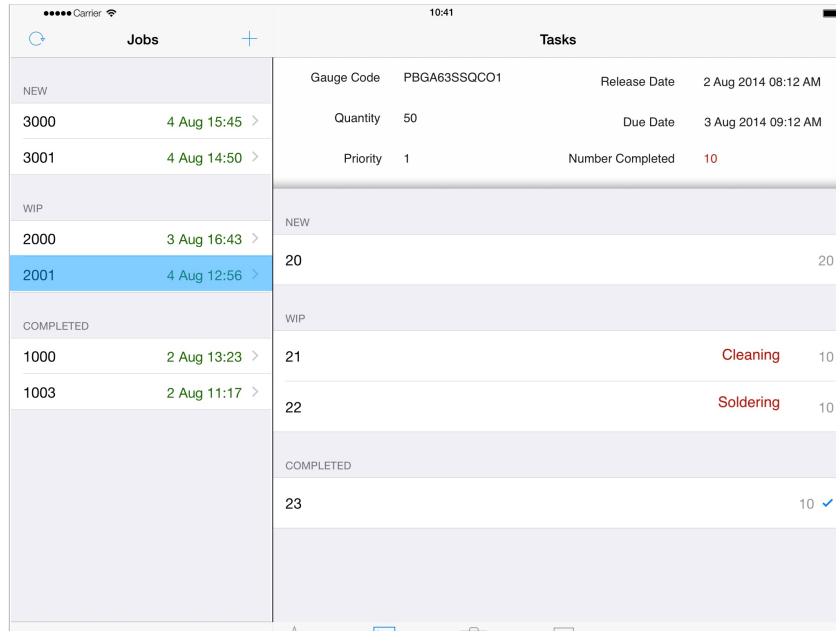 Carrier 10:41
Jobs
NEW
3000 4 Aug 15:45
3001 4 Aug 14:50
WIP
2000 3 Aug 16:43
2001 4 Aug 12:56
COMPLETED
1000 2 Aug 13:23
1003 2 Aug 11:17
Tasks
Gauge Code PBGA63SSQCO1 Release Date 2 Aug 2014 08:12 AM
Quantity 50 Due Date 3 Aug 2014 09:12 AM
Priority 1 Number Completed 10
NEW
20 20
WIP
21 Cleaning 10
22 Soldering 10
COMPLETED
23 10